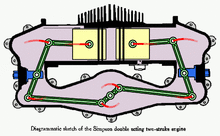 Diagrammatic sketch of the Simpson double acting two-stroke engine